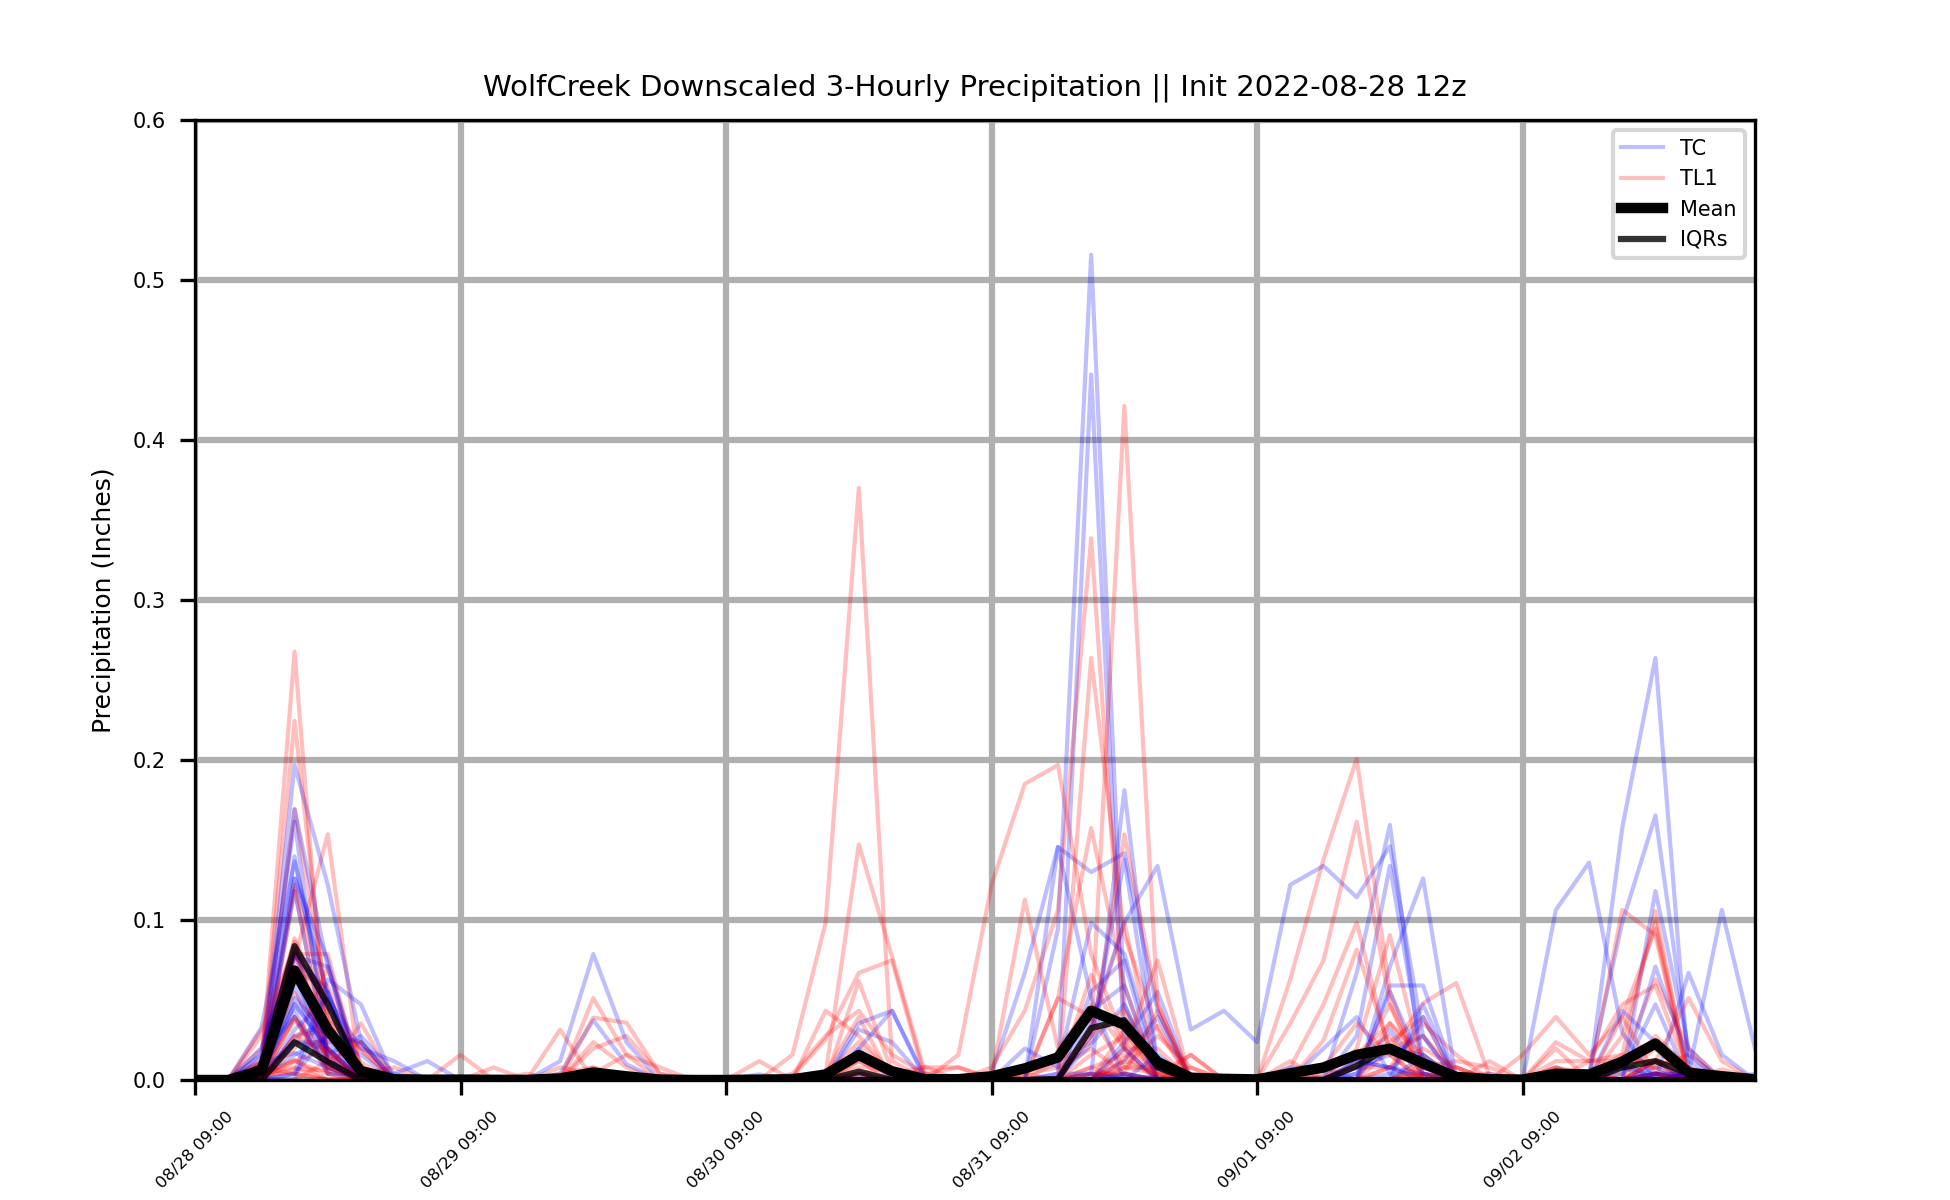 WolfCreek Downscaled 3-Hourly Precipitation || Init 2022-08-28 12z
TC
TL1
Mean
IQRs
Precipitation (Inches)
0.6
0.5
0.4
0.3
0.2
0.1
0.0
08/28 09:00
08/29 09:00
08/30 09:00
08/31 09:00
09/01 09:00
09/02 09:00